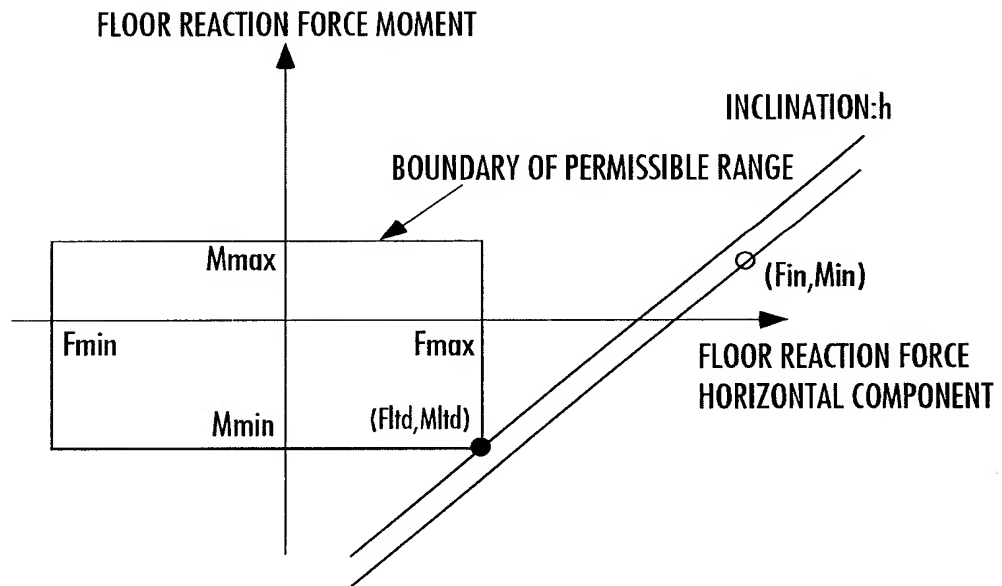 FLOOR REACTION FORCE MOMENT
INCLINATION:h
BOUNDARY OF PERMISSIBLE RANGE
Mmax
(Fin,Min)
Fmin
Fmax
FLOOR REACTION FORCE
HORIZONTAL COMPONENT
Mmin
(Fltd,Mltd)